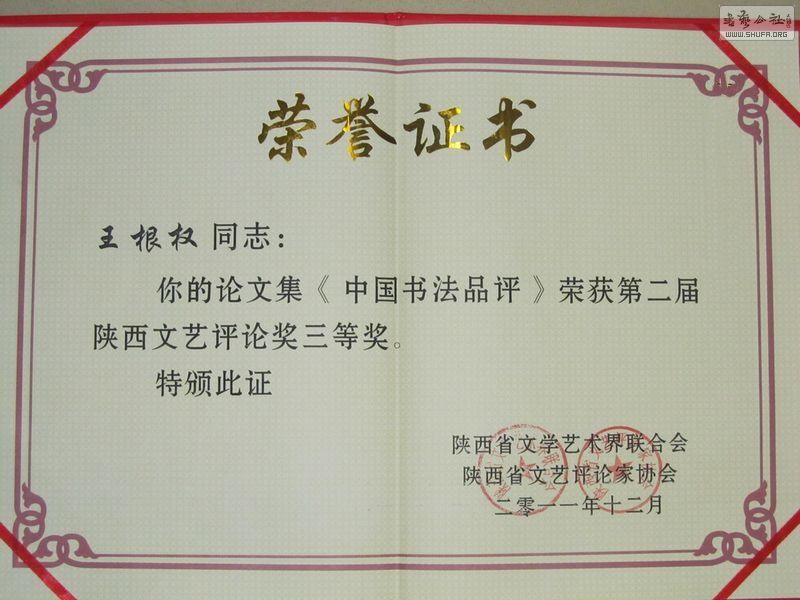 书艺公社
WWW.SHUFA.ORG
荣誉证书
王根权 同志：
你的论文集《 中国书法品评 》荣获第二届
陕西文艺评论奖三等奖。
特颁此证
陕西省文学艺术界联合会
陕西省文艺评论家协会
二零一一年十二月